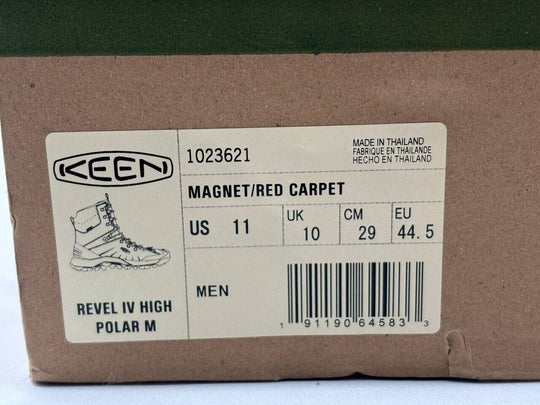 KEEN
1023621
MADE IN THAILAND
FABRIQUE EN THAILANDE
HECHO EN THAILAND
MAGNET/RED CARPET
US 11
UK 10
CM 29
EU 44.5
REVEL IV HIGH
POLAR M
MEN
1 91190 64583 3